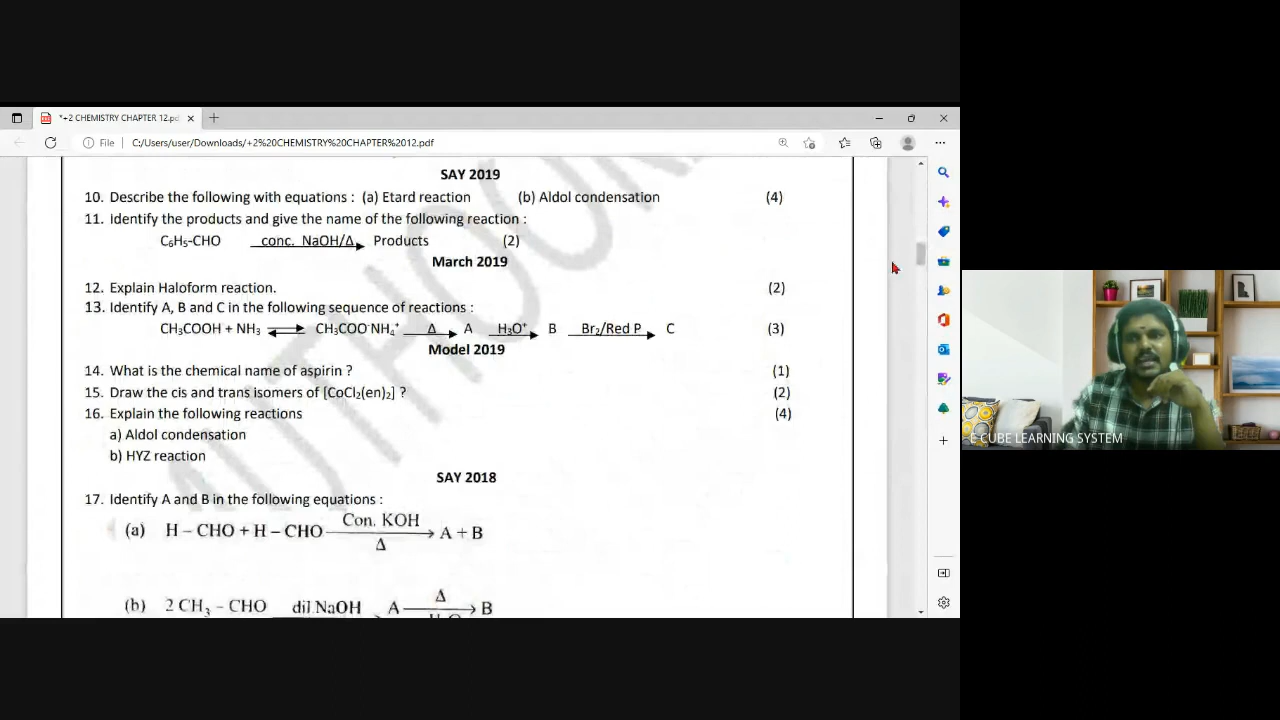 *+2 CHEMISTRY CHAPTER 12.pd
File C:/Users/user/Downloads/+2%20CHEMISTRY%20CHAPTER%2012.pdf
SAY 2019
10. Describe the following with equations : (a) Etard reaction (b) Aldol condensation (4)
11. Identify the products and give the name of the following reaction :
C₆H₅-CHO conc. NaOH/Δ Products (2)
March 2019
12. Explain Haloform reaction. (2)
13. Identify A, B and C in the following sequence of reactions :
CH₃COOH + NH₃ ⇌ CH₃COO⁻NH₄⁺ Δ A H₃O⁺ B Br₂/Red P C (3)
Model 2019
14. What is the chemical name of aspirin ? (1)
15. Draw the cis and trans isomers of [CoCl₂(en)₂] ? (2)
16. Explain the following reactions (4)
a) Aldol condensation
b) HYZ reaction
SAY 2018
17. Identify A and B in the following equations :
(a) H – CHO + H – CHO Con. KOH Δ → A + B
(b) 2 CH₃ – CHO dil NaOH A Δ → B
E CUBE LEARNING SYSTEM